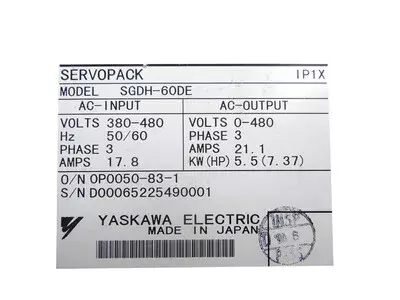 SERVOPACK IP1X
MODEL SGDH-60DE
AC-INPUT AC-OUTPUT
VOLTS 380-480 VOLTS 0-480
Hz 50/60 PHASE 3
PHASE 3 AMPS 21.1
AMPS 17.8 KW(HP) 5.5(7.37)
O/N 0P0050-83-1
S/N D00065225490001
YASKAWA ELECTRIC
MADE IN JAPAN
INSP